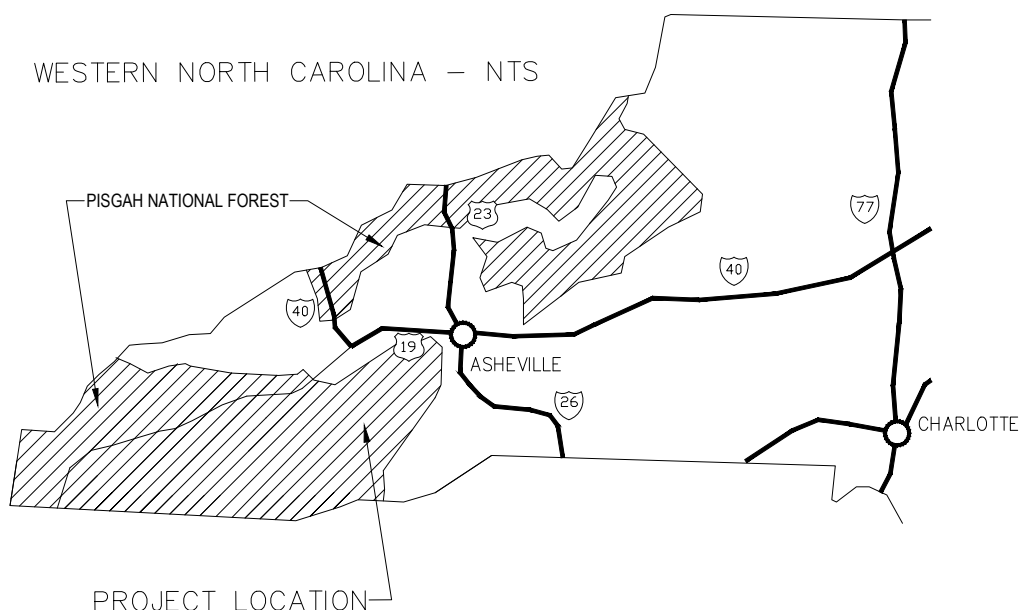 WESTERN NORTH CAROLINA - NTS
PISGAH NATIONAL FOREST
23
77
40
40
19
ASHEVILLE
26
CHARLOTTE
PROJECT LOCATION